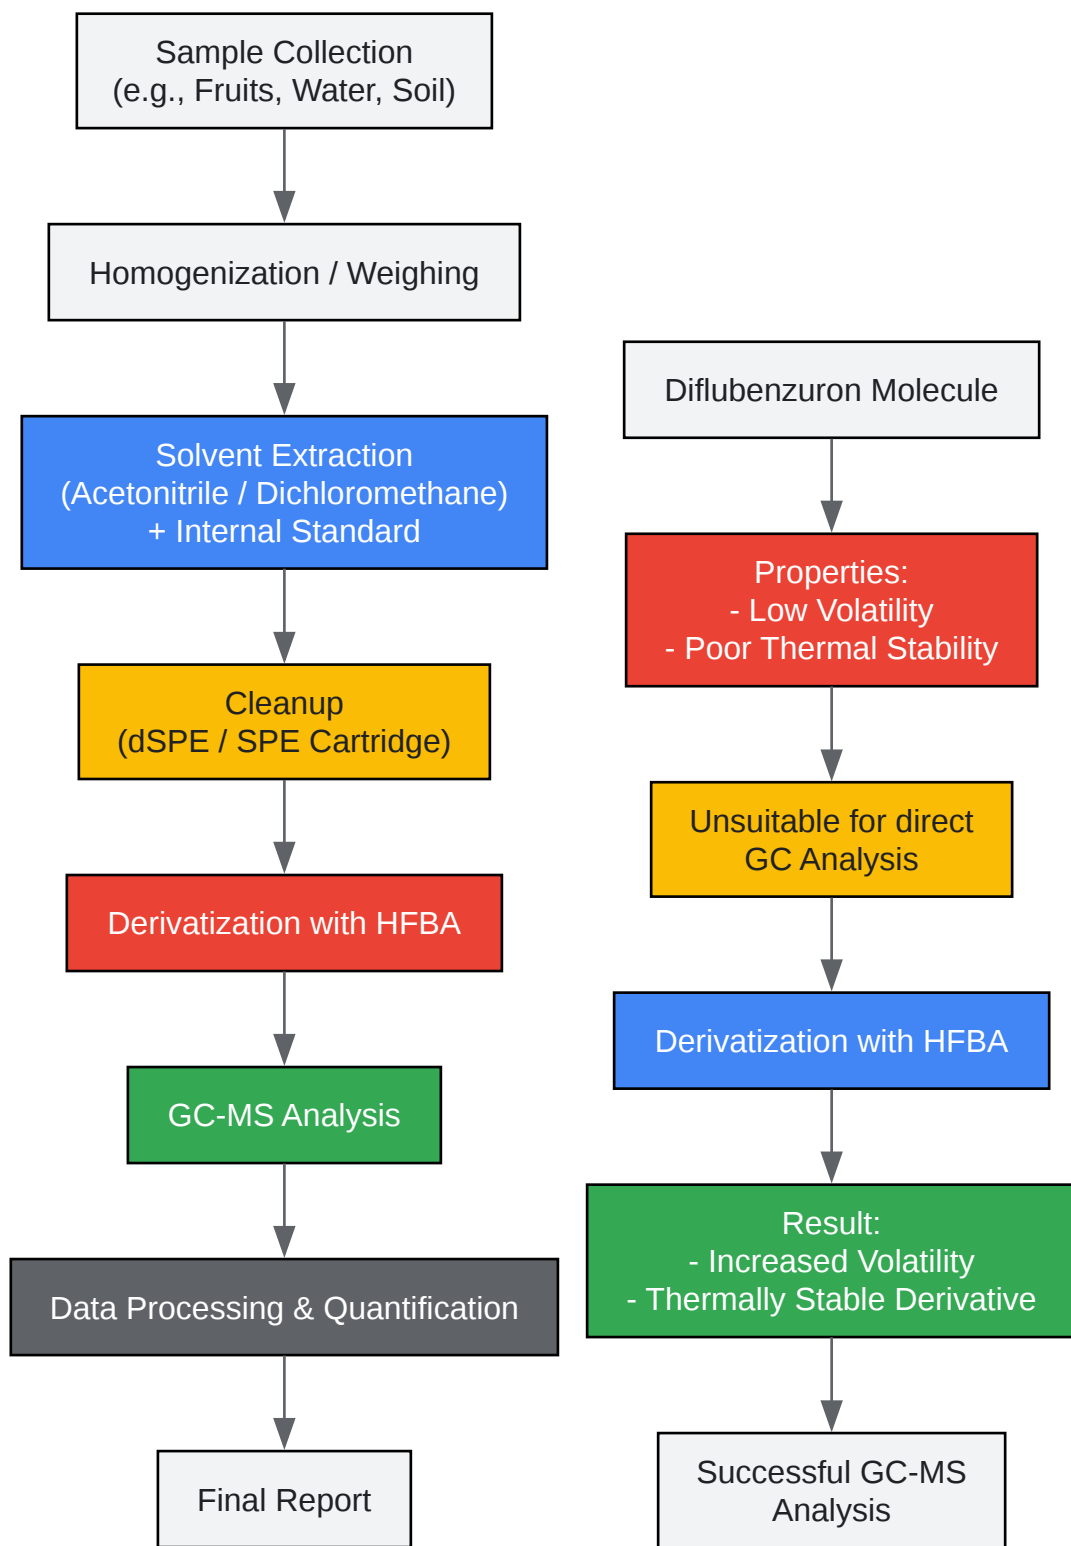 Sample Collection
(e.g., Fruits, Water, Soil)
Homogenization / Weighing
Solvent Extraction
(Acetonitrile / Dichloromethane)
+ Internal Standard
Cleanup
(dSPE / SPE Cartridge)
Derivatization with HFBA
GC-MS Analysis
Data Processing & Quantification
Final Report
Diflubenzuron Molecule
Properties:
- Low Volatility
- Poor Thermal Stability
Unsuitable for direct
GC Analysis
Derivatization with HFBA
Result:
- Increased Volatility
- Thermally Stable Derivative
Successful GC-MS
Analysis